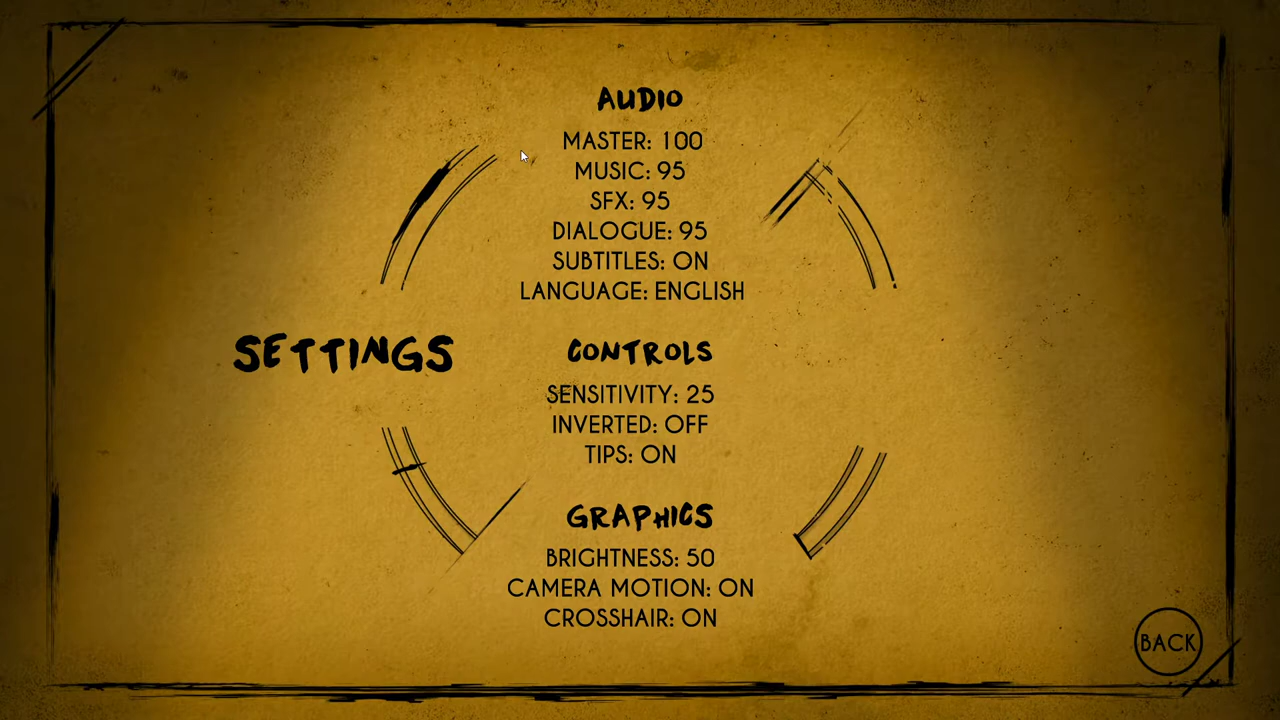 AUDIO
MASTER: 100
MUSIC: 95
SFX: 95
DIALOGUE: 95
SUBTITLES: ON
LANGUAGE: ENGLISH
SETTINGS
CONTROLS
SENSITIVITY: 25
INVERTED: OFF
TIPS: ON
GRAPHICS
BRIGHTNESS: 50
CAMERA MOTION: ON
CROSSHAIR: ON
BACK